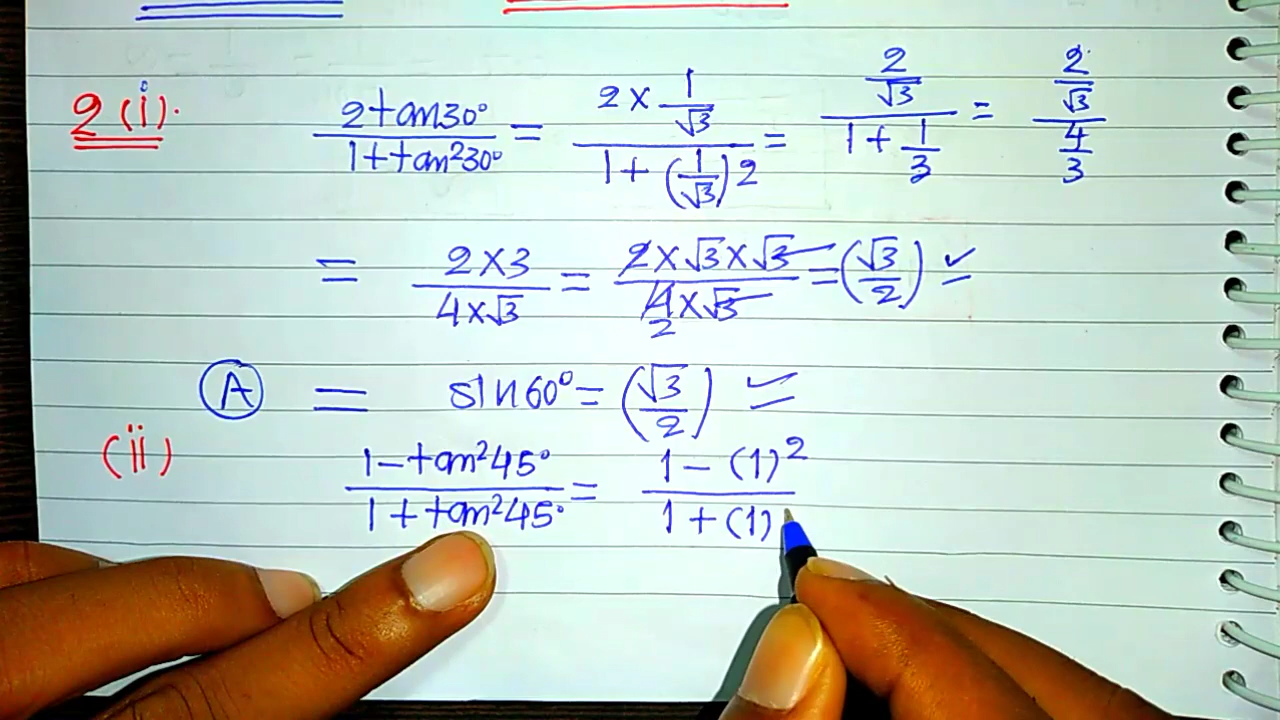 2 (i). 2tan30°/1+tan²30° = 2×1/√3 / 1+(1/√3)2 = 2/√3 / 1+1/3 = 2/√3 / 4/3
= 2×3/4×√3 = 2×√3×√3/4×√3 2 = (√3/2) ✓
A = sin60° = (√3/2) ✓
(ii) 1-tan²45°/1+tan²45° = 1-(1)²/1+(1)